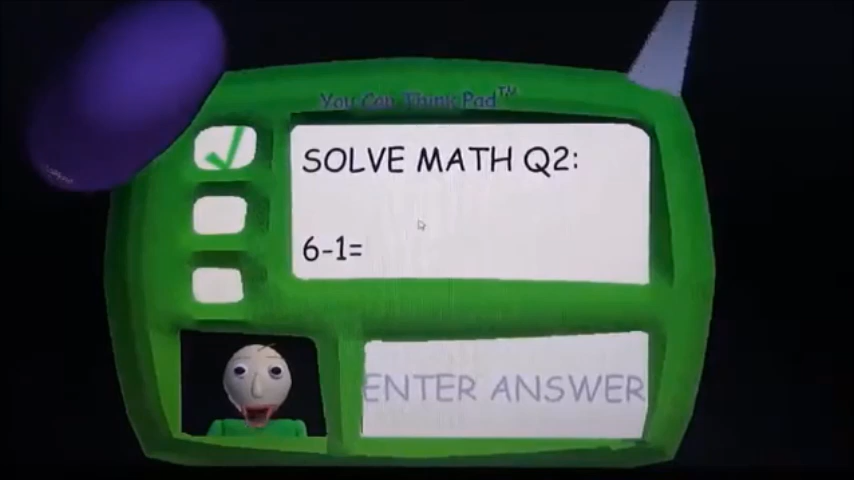 You Can Think Pad™
SOLVE MATH Q2:
6-1=
ENTER ANSWER